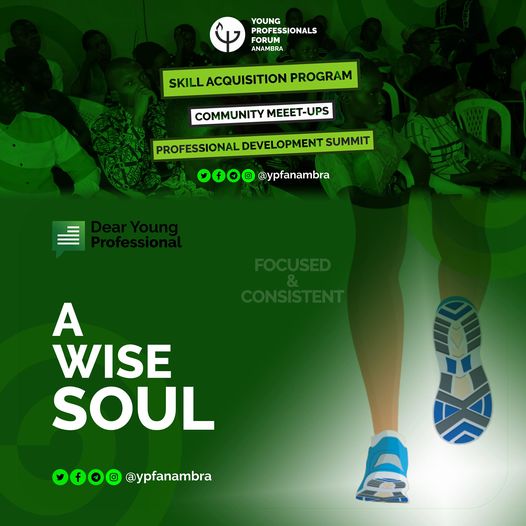 YOUNG
PROFESSIONALS
FORUM
ANAMBRA
SKILL ACQUISITION PROGRAM
COMMUNITY MEEET-UPS
PROFESSIONAL DEVELOPMENT SUMMIT
@ypfanambra
Dear Young
Professional
FOCUSED
&
CONSISTENT
A
WISE
SOUL
@ypfanambra